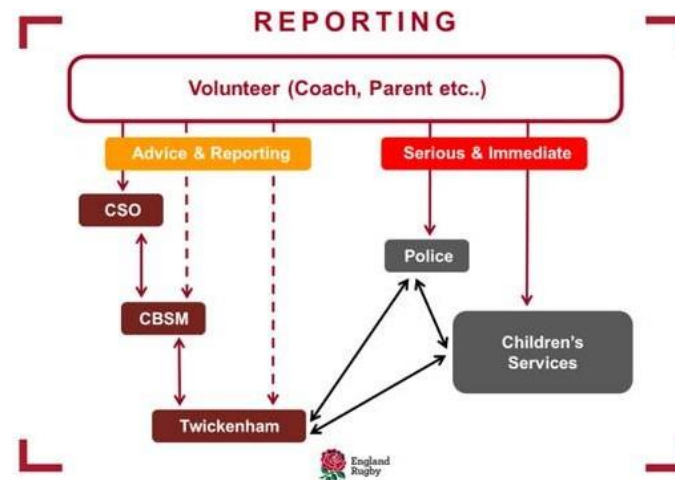 REPORTING
Volunteer (Coach, Parent etc..)
Advice & Reporting
Serious & Immediate
CSO
Police
CBSM
Children's
Services
Twickenham
England
Rugby